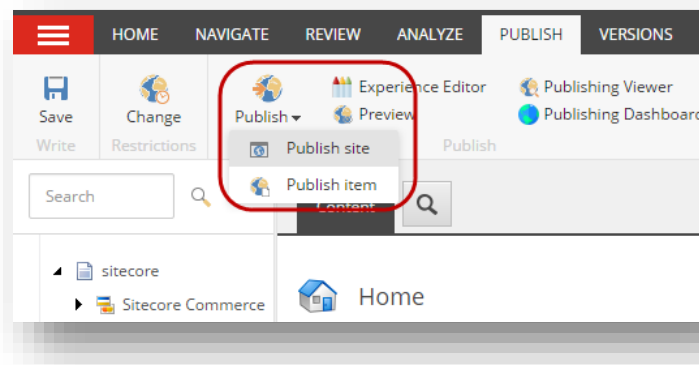 HOME NAVIGATE REVIEW ANALYZE PUBLISH VERSIONS
Experience Editor Publishing Viewer
Save Change Publish Preview Publishing Dashboard
Write Restrictions Publish
Publish site
Publish item
Search
Content
sitecore
Sitecore Commerce
Home